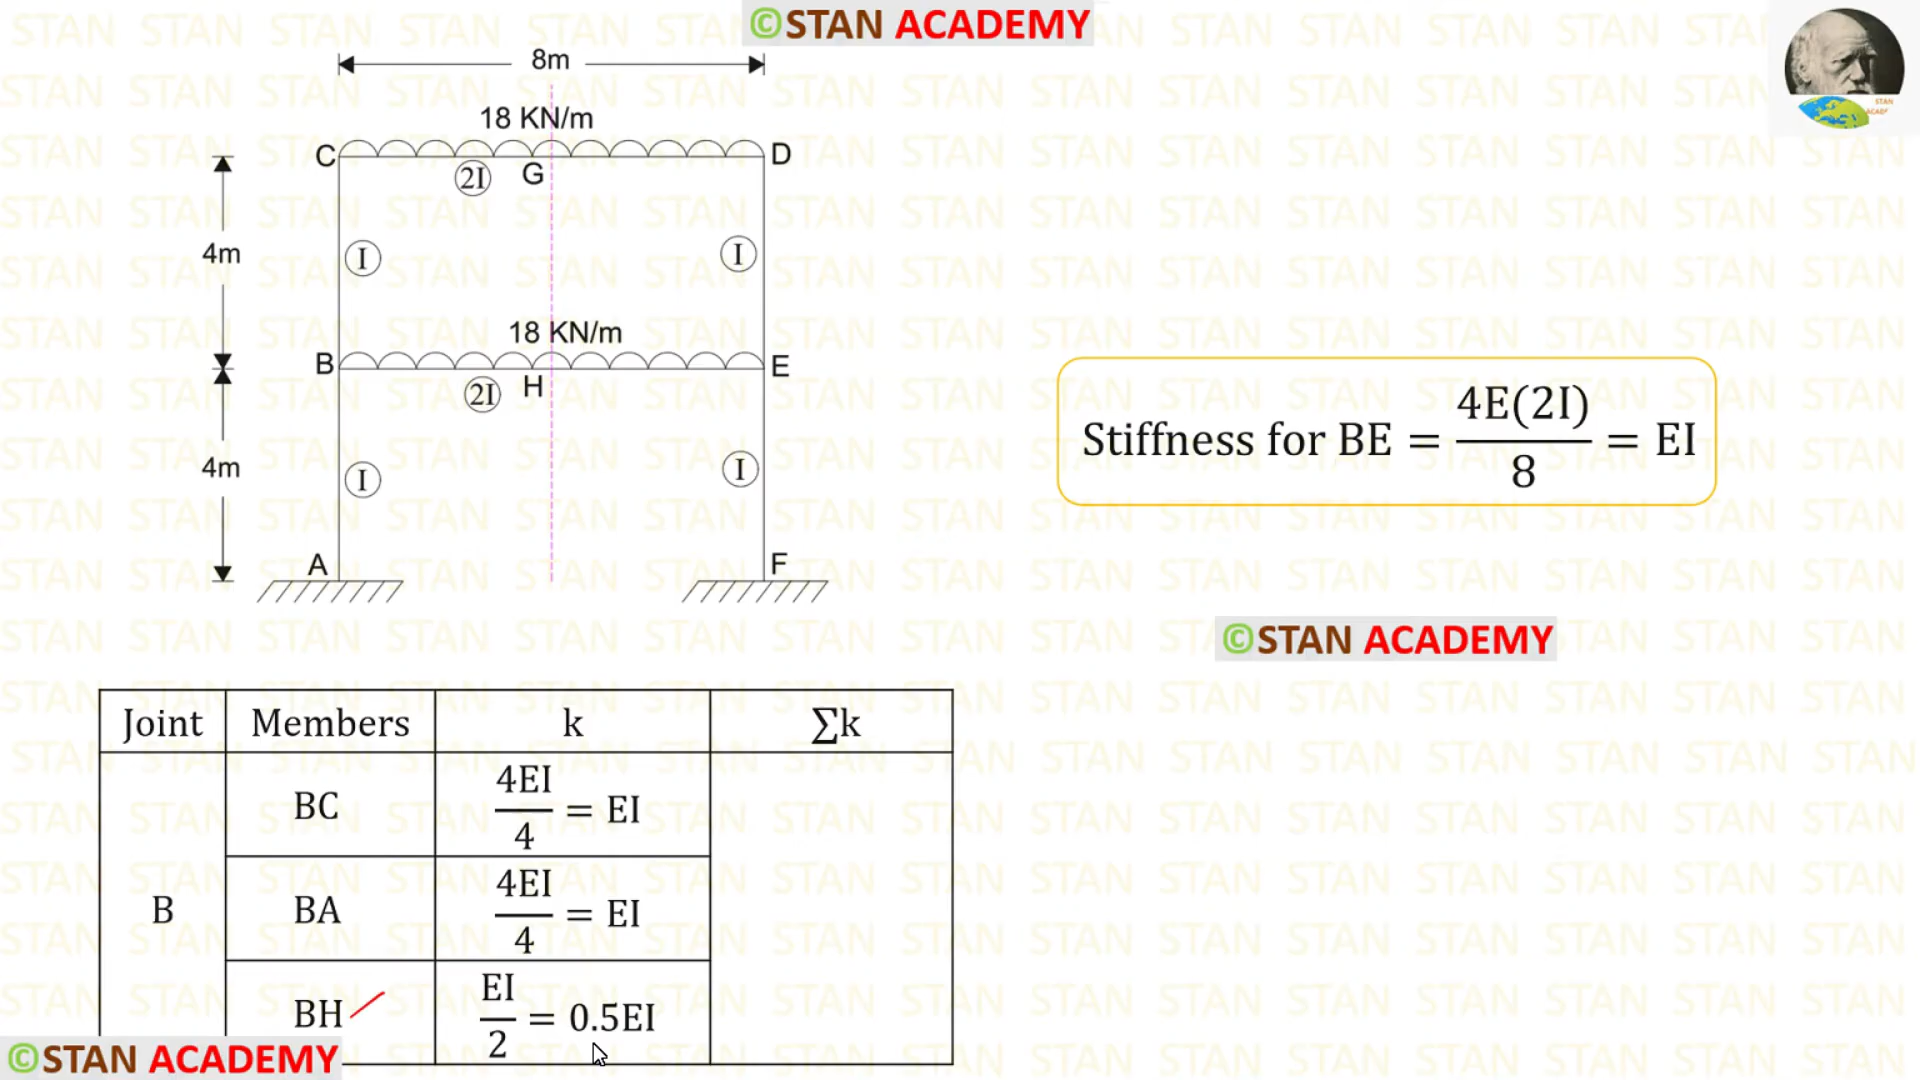 ©STAN ACADEMY
8m
18 KN/m
C
D
2I
G
4m
I
I
18 KN/m
B
E
2I
H
4m
I
I
A
F
Stiffness for BE = 4E(2I)/8 = EI
©STAN ACADEMY
Joint Members k ∑k
BC 4EI/4 = EI
B BA 4EI/4 = EI
BH EI/2 = 0.5EI
©STAN ACADEMY